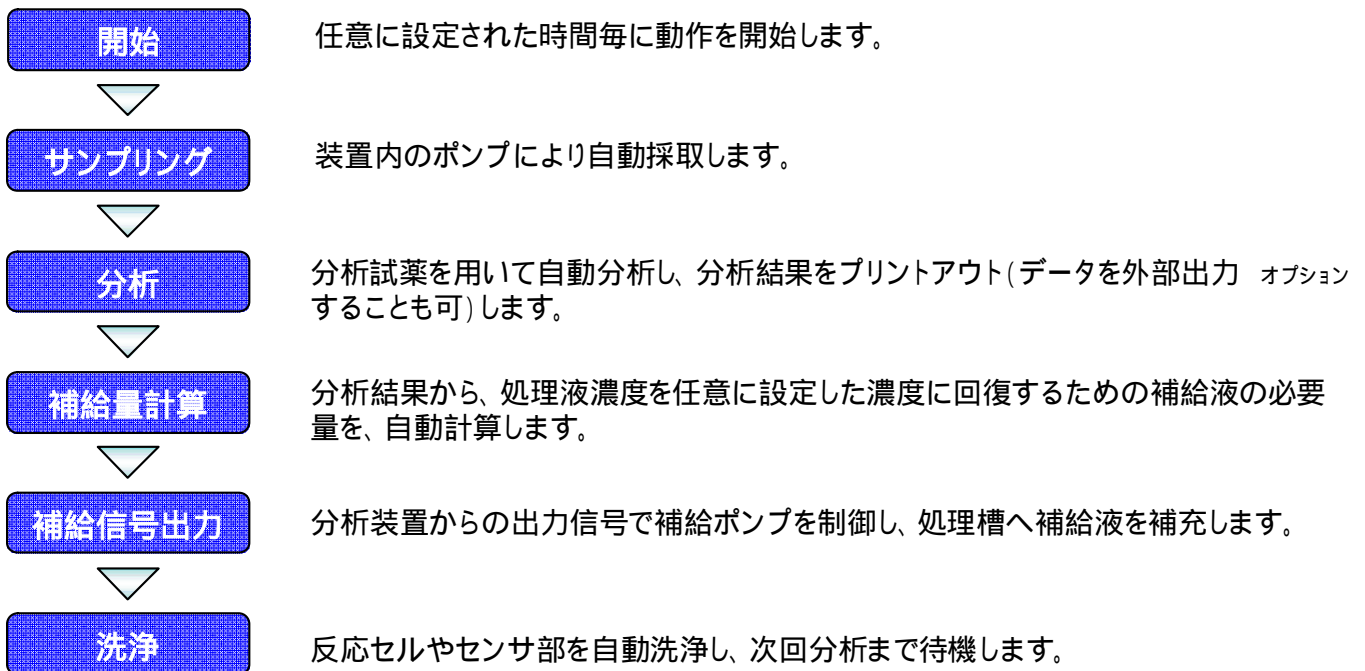 開始
任意に設定された時間毎に動作を開始します。
サンプリング
装置内のポンプにより自動採取します。
分析
分析試薬を用いて自動分析し、分析結果をプリントアウト(データを外部出力 オプション
することも可)します。
補給量計算
分析結果から、処理液濃度を任意に設定した濃度に回復するための補給液の必要
量を、自動計算します。
補給信号出力
分析装置からの出力信号で補給ポンプを制御し、処理槽へ補給液を補充します。
洗浄
反応セルやセンサ部を自動洗浄し、次回分析まで待機します。